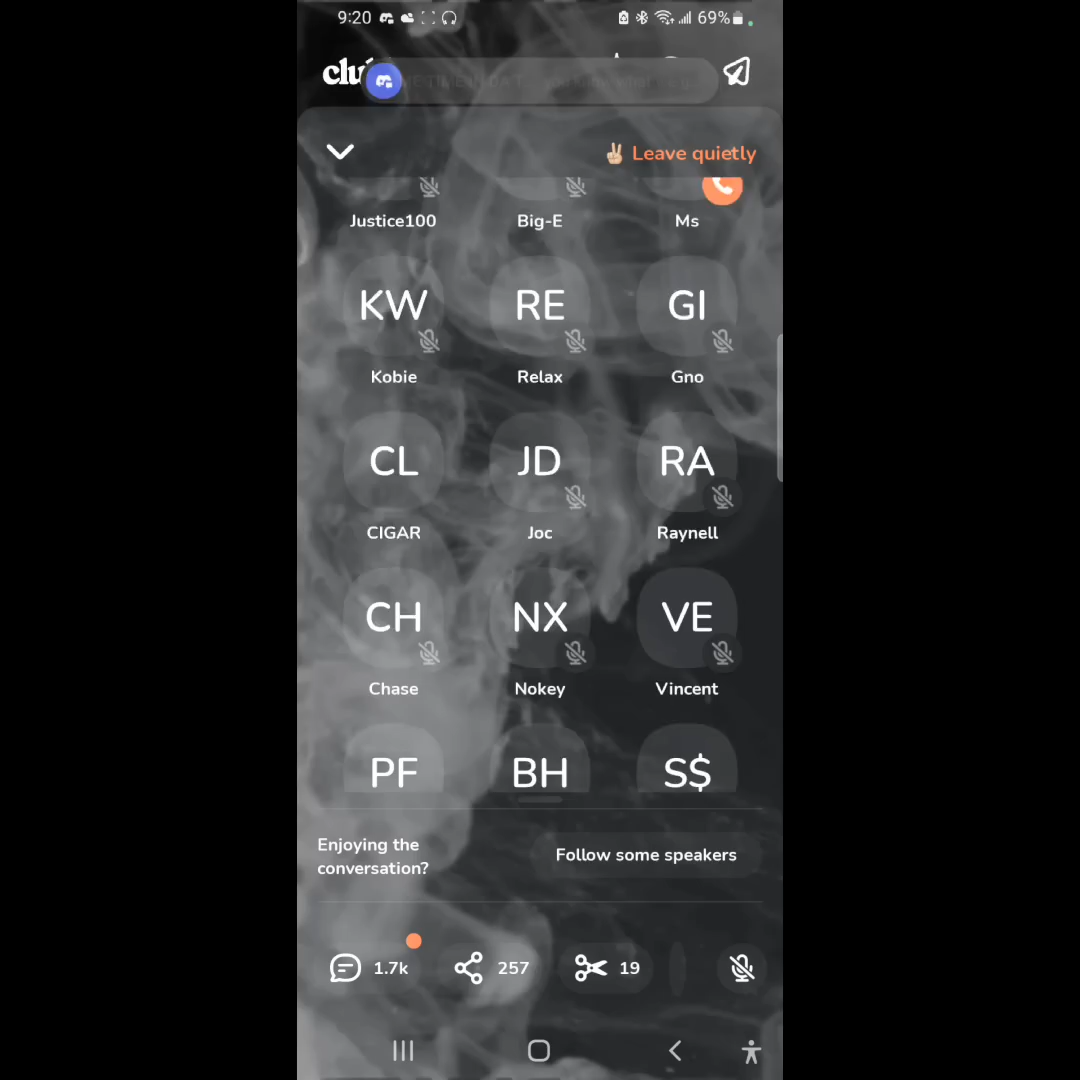 9:20
69%
clu
✌🏼 Leave quietly
Justice100 Big-E Ms
KW RE GI
Kobie Relax Gno
CL JD RA
CIGAR Joc Raynell
CH NX VE
Chase Nokey Vincent
PF BH S$
Enjoying the
conversation?
Follow some speakers
1.7k 257 19